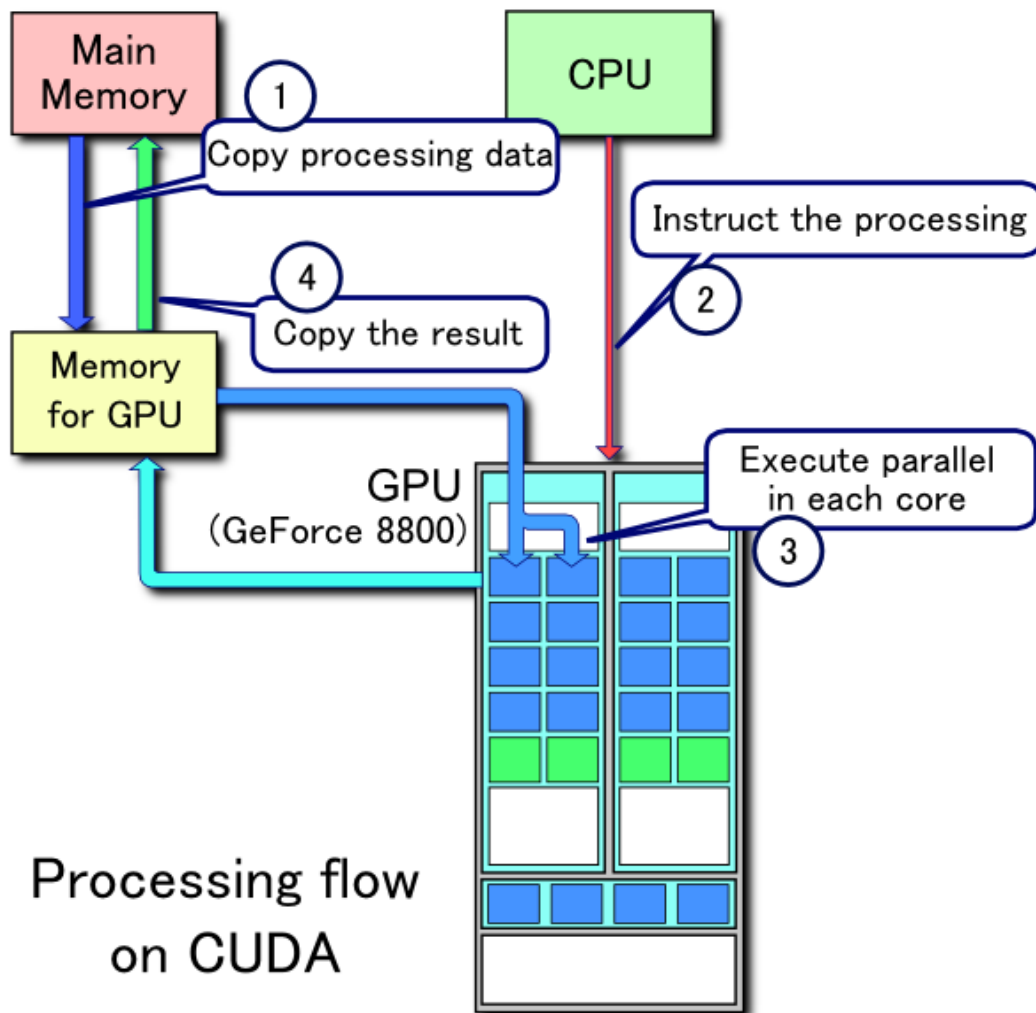 Main
Memory
CPU
1
Copy processing data
Instruct the processing
2
4
Copy the result
Memory
for GPU
Execute parallel
in each core
3
GPU
(GeForce 8800)
Processing flow
on CUDA